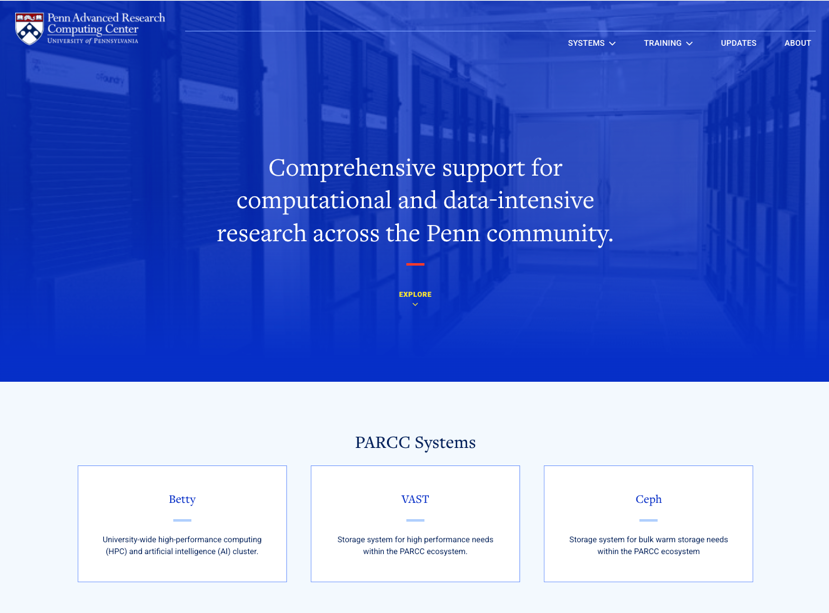 Penn Advanced Research
Computing Center
UNIVERSITY of PENNSYLVANIA
SYSTEMS
TRAINING
UPDATES
ABOUT
Comprehensive support for
computational and data-intensive
research across the Penn community.
EXPLORE
PARCC Systems
Betty
University-wide high-performance computing
(HPC) and artificial intelligence (AI) cluster.
VAST
Storage system for high performance needs
within the PARCC ecosystem.
Ceph
Storage system for bulk warm storage needs
within the PARCC ecosystem